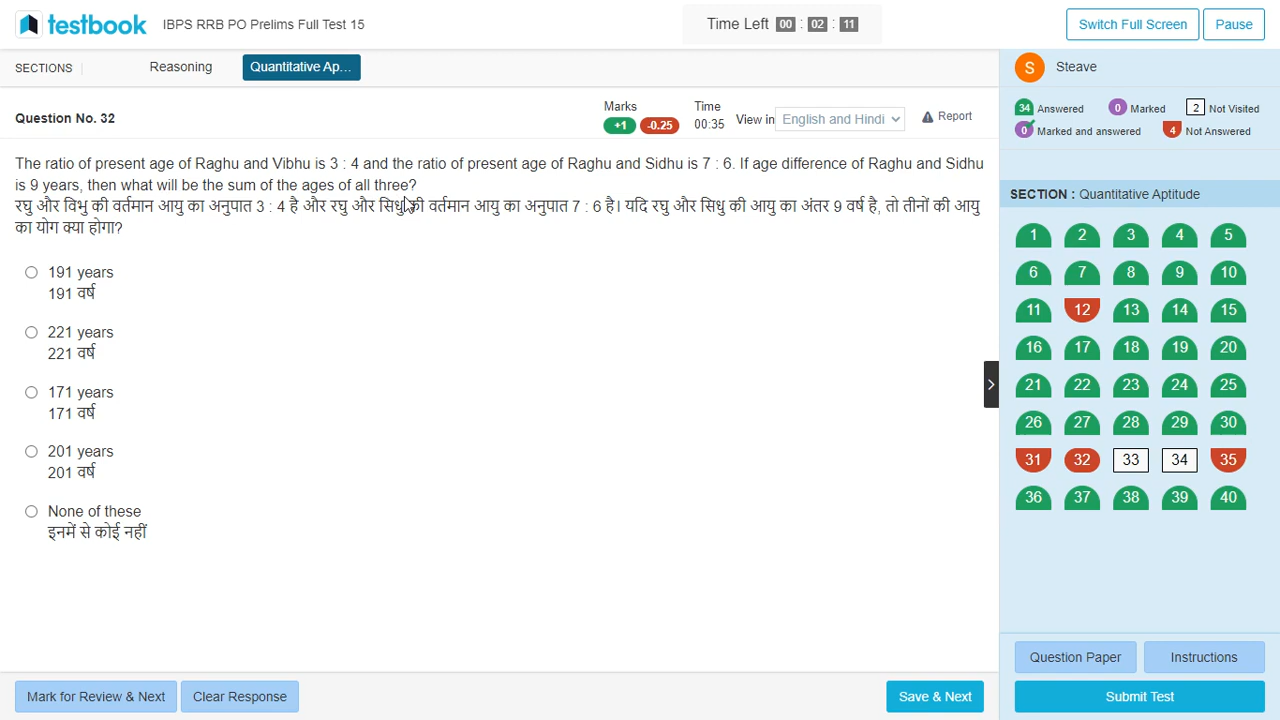 testbook
IBPS RRB PO Prelims Full Test 15
Time Left 00 : 02 : 11
Switch Full Screen
Pause
SECTIONS
Reasoning
Quantitative Ap...
S
Steave
Question No. 32
Marks
+1 -0.25
Time
00:35
View in English and Hindi
Report
34 Answered
0 Marked
2 Not Visited
0 Marked and answered
4 Not Answered
The ratio of present age of Raghu and Vibhu is 3 : 4 and the ratio of present age of Raghu and Sidhu is 7 : 6. If age difference of Raghu and Sidhu
is 9 years, then what will be the sum of the ages of all three?
रघु और विभु की वर्तमान आयु का अनुपात 3 : 4 है और रघु और सिधु की वर्तमान आयु का अनुपात 7 : 6 है। यदि रघु और सिधु की आयु का अंतर 9 वर्ष है, तो तीनों की आयु
का योग क्या होगा?
191 years
191 वर्ष
221 years
221 वर्ष
171 years
171 वर्ष
201 years
201 वर्ष
None of these
इनमें से कोई नहीं
SECTION : Quantitative Aptitude
1 2 3 4 5
6 7 8 9 10
11 12 13 14 15
16 17 18 19 20
21 22 23 24 25
26 27 28 29 30
31 32 33 34 35
36 37 38 39 40
Question Paper
Instructions
Mark for Review & Next
Clear Response
Save & Next
Submit Test